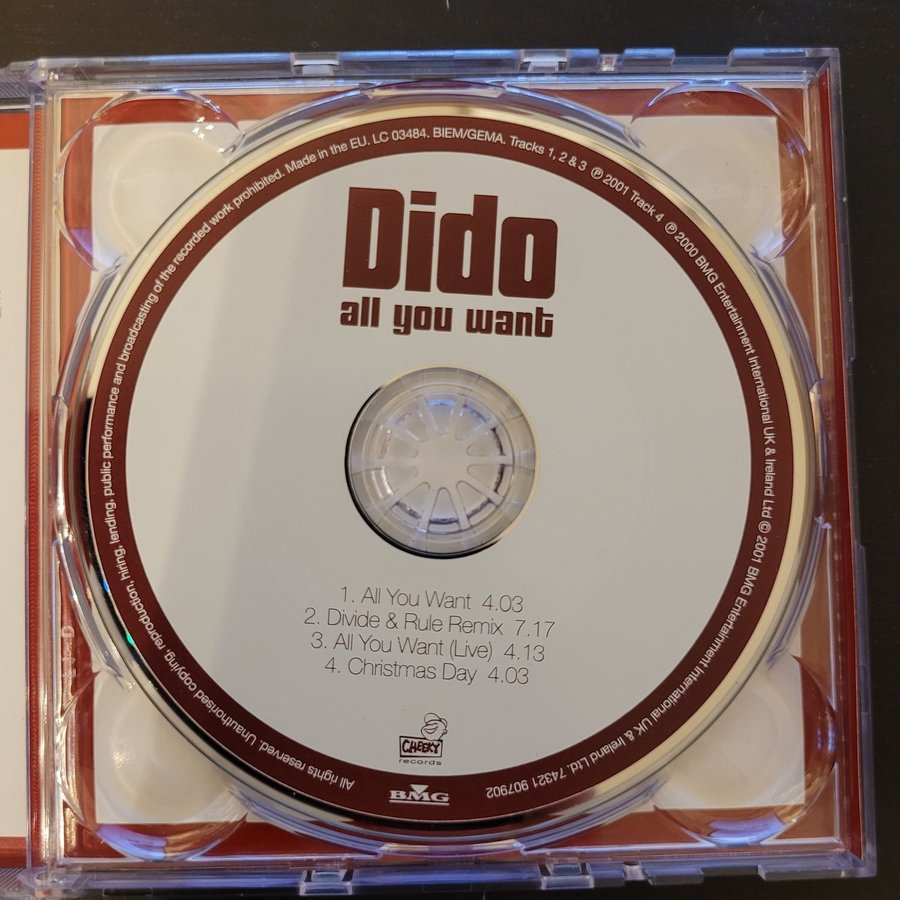 Dido
all you want
1. All You Want 4.03
2. Divide & Rule Remix 7.17
3. All You Want (Live) 4.13
4. Christmas Day 4.03
CHEEKY
records
BMG
All rights reserved. Unauthorised copying, reproduction, hiring, lending, public performance and broadcasting of the recorded work prohibited. Made in the EU. LC 03484. BIEM/GEMA. Tracks 1, 2 & 3 ℗ 2001 Track 4 ℗ 2000 BMG Entertainment International UK & Ireland Ltd © 2001 BMG Entertainment International UK & Ireland Ltd. 74321 907902